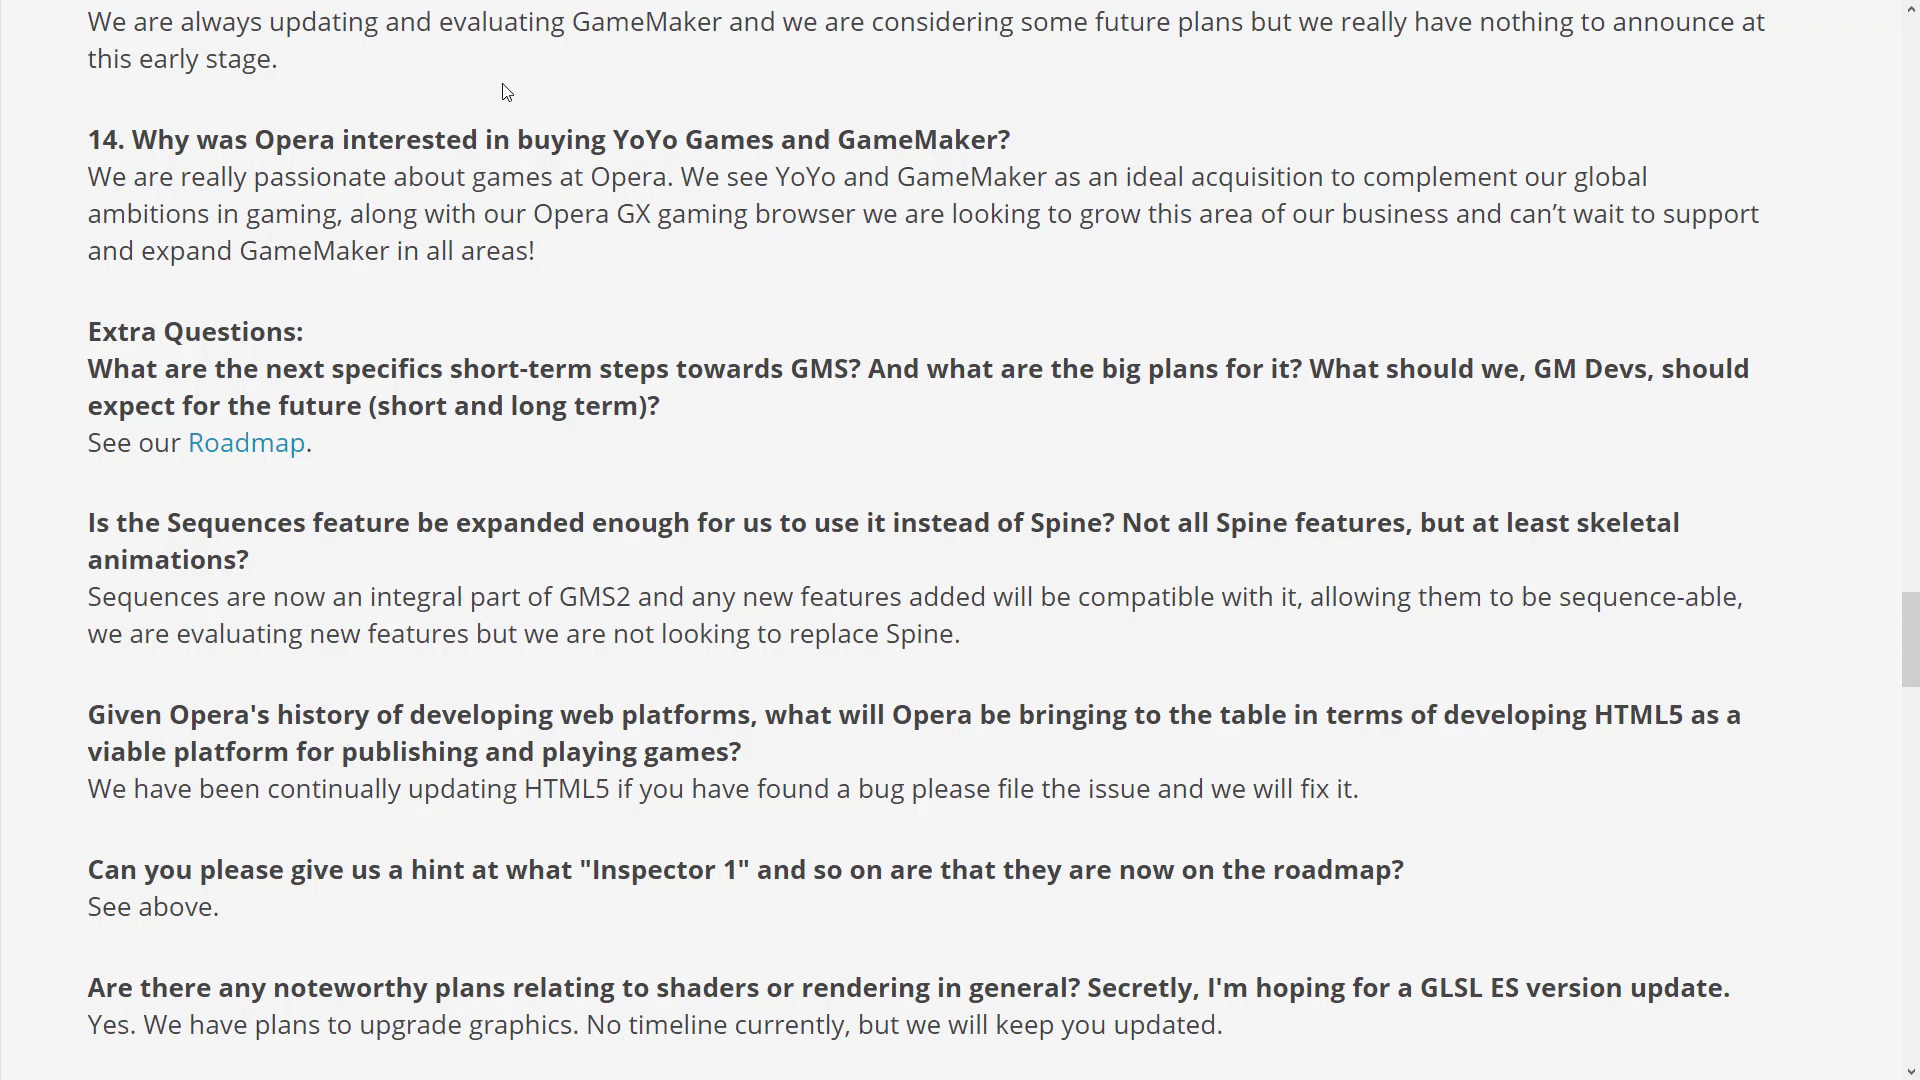 We are always updating and evaluating GameMaker and we are considering some future plans but we really have nothing to announce at
this early stage.
14. Why was Opera interested in buying YoYo Games and GameMaker?
We are really passionate about games at Opera. We see YoYo and GameMaker as an ideal acquisition to complement our global
ambitions in gaming, along with our Opera GX gaming browser we are looking to grow this area of our business and can’t wait to support
and expand GameMaker in all areas!
Extra Questions:
What are the next specifics short-term steps towards GMS? And what are the big plans for it? What should we, GM Devs, should
expect for the future (short and long term)?
See our Roadmap.
Is the Sequences feature be expanded enough for us to use it instead of Spine? Not all Spine features, but at least skeletal
animations?
Sequences are now an integral part of GMS2 and any new features added will be compatible with it, allowing them to be sequence-able,
we are evaluating new features but we are not looking to replace Spine.
Given Opera's history of developing web platforms, what will Opera be bringing to the table in terms of developing HTML5 as a
viable platform for publishing and playing games?
We have been continually updating HTML5 if you have found a bug please file the issue and we will fix it.
Can you please give us a hint at what "Inspector 1" and so on are that they are now on the roadmap?
See above.
Are there any noteworthy plans relating to shaders or rendering in general? Secretly, I'm hoping for a GLSL ES version update.
Yes. We have plans to upgrade graphics. No timeline currently, but we will keep you updated.